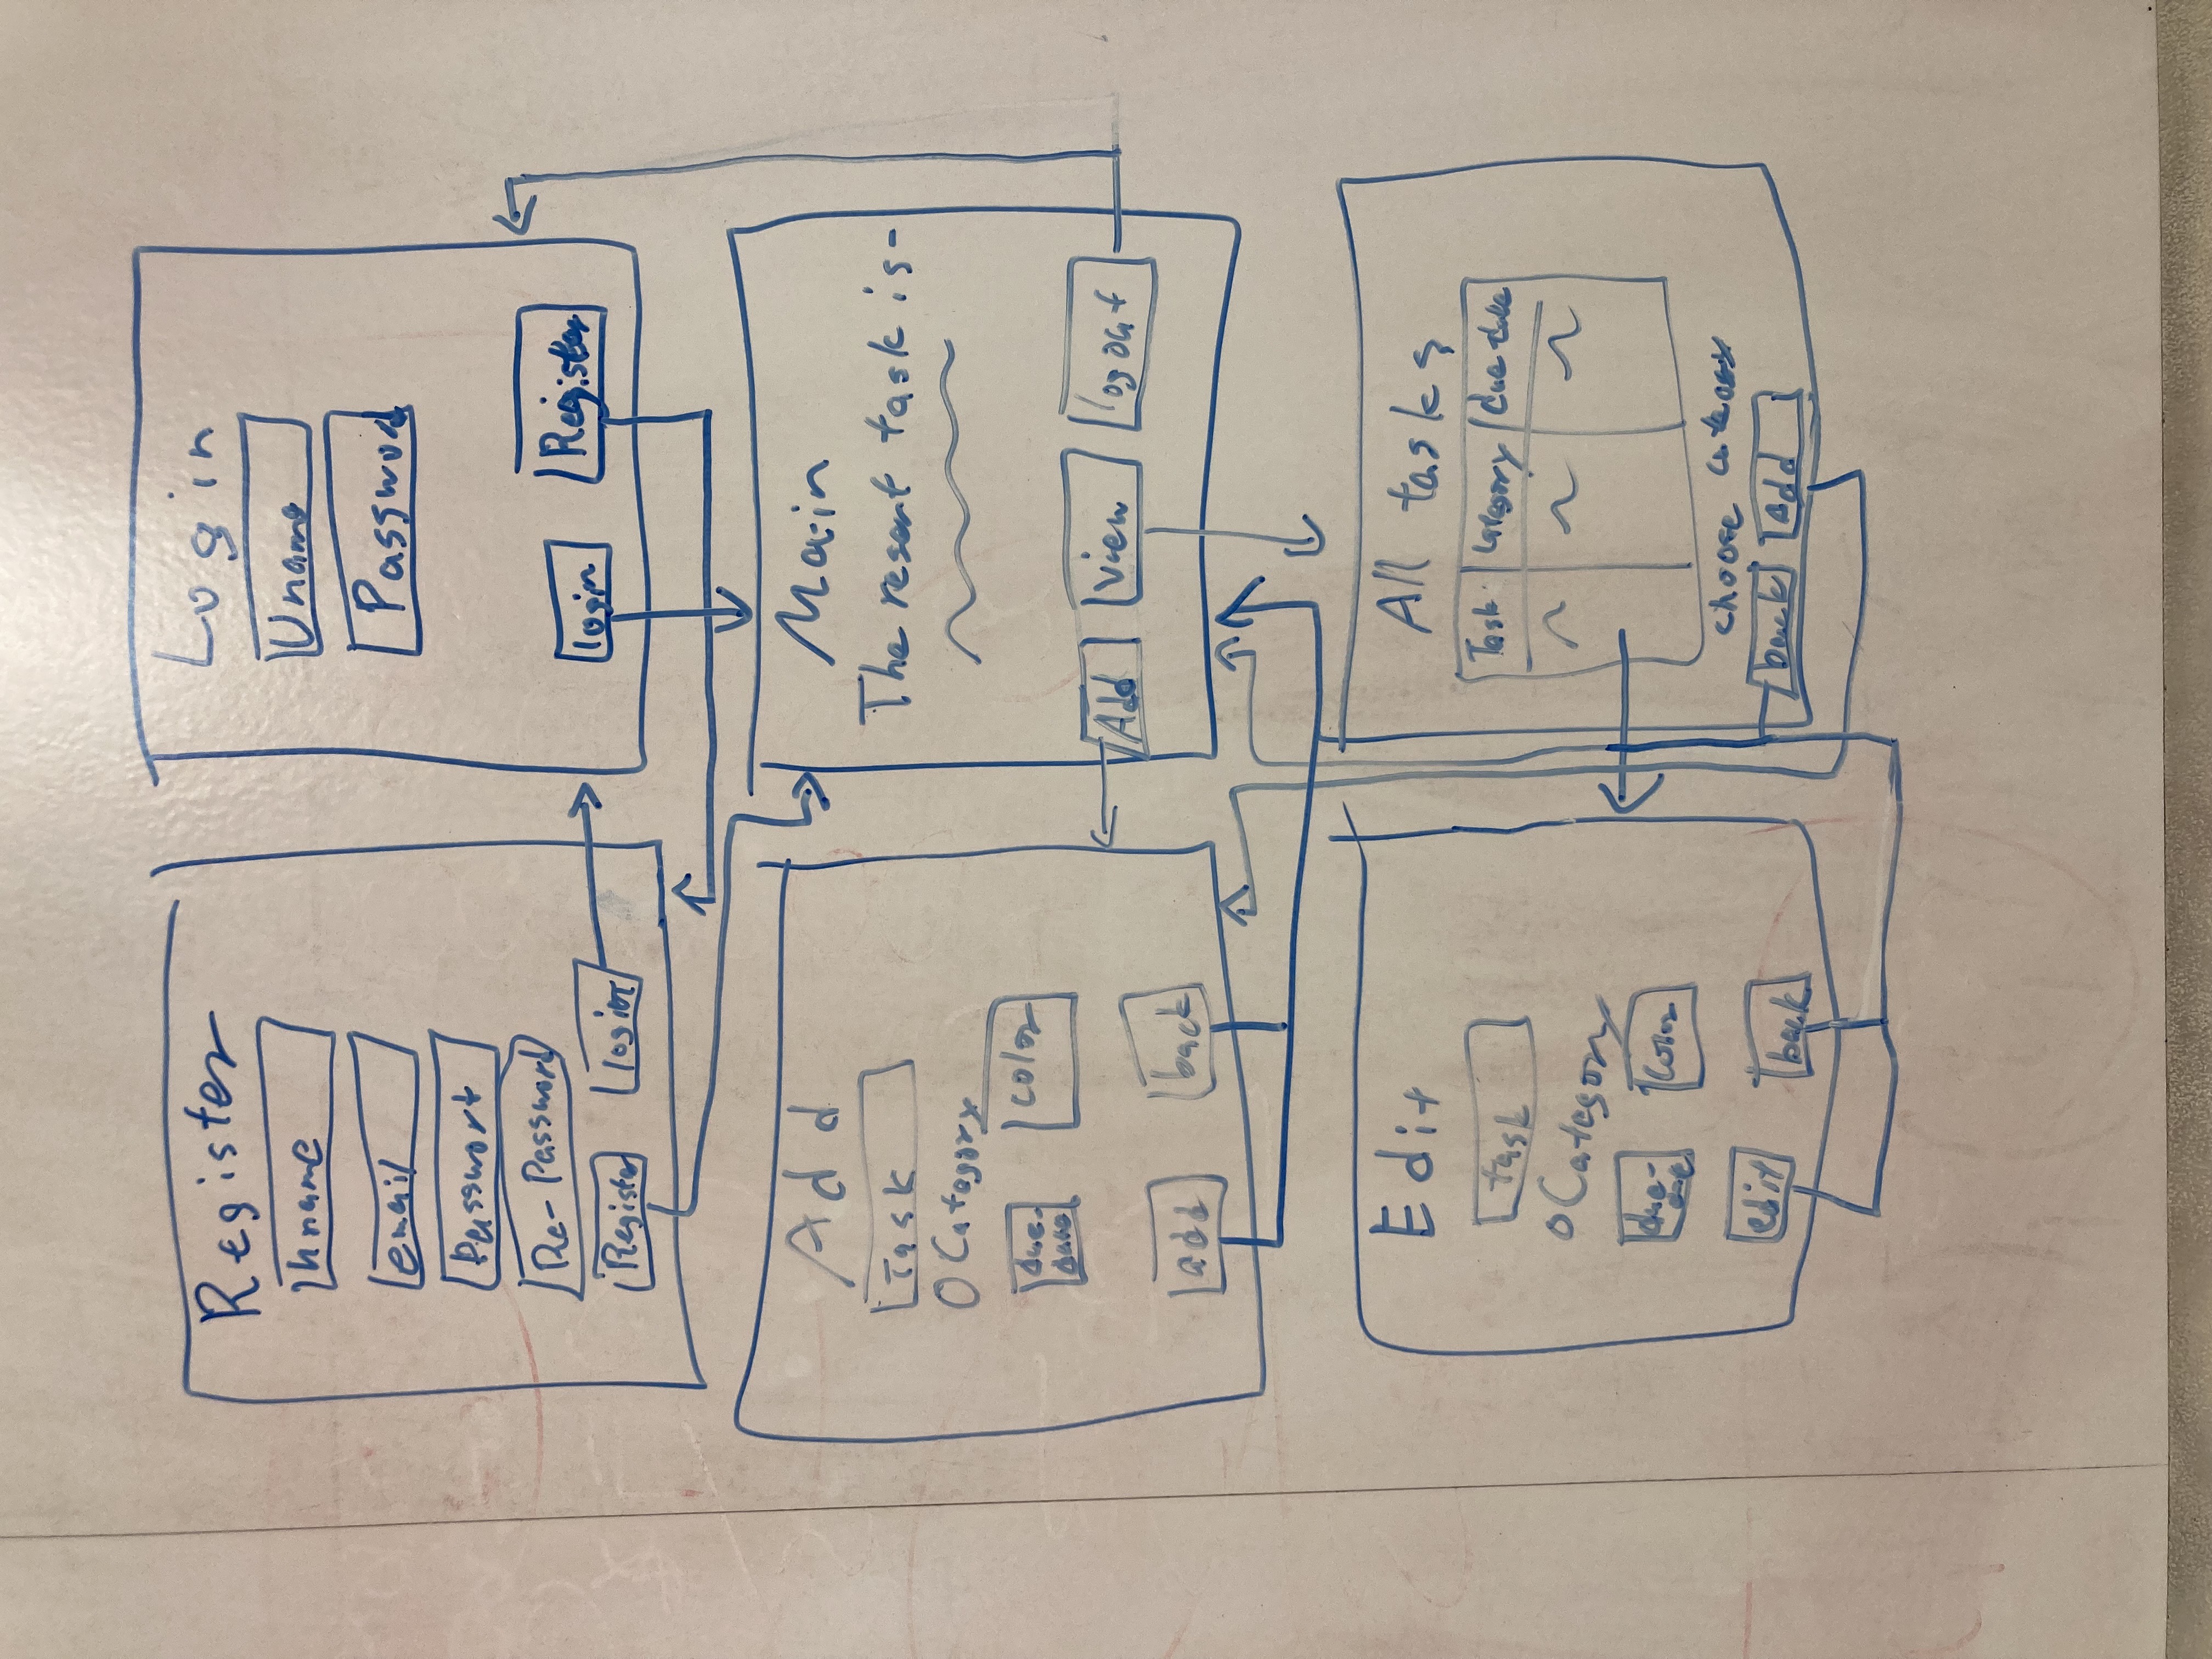 Register
Uname
email
Passwort
Re-Password
Register login
Login
Uname
Password
login Register
Add
Task
Category
due-date color
add back
Main
The resent task is-
Add view logout
Edit
task
Category
due-date color
edit back
All tasks
Task Category due-date
choose category
back add